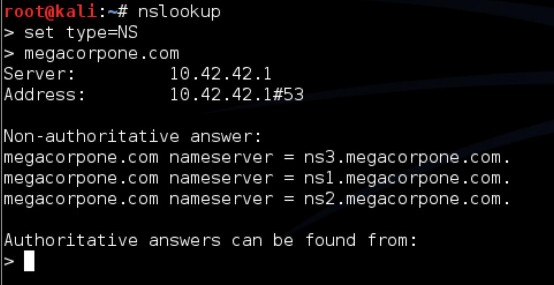 root@kali:~# nslookup
> set type=NS
> megacorpone.com
Server:         10.42.42.1
Address:        10.42.42.1#53

Non-authoritative answer:
megacorpone.com nameserver = ns3.megacorpone.com.
megacorpone.com nameserver = ns1.megacorpone.com.
megacorpone.com nameserver = ns2.megacorpone.com.

Authoritative answers can be found from:
>